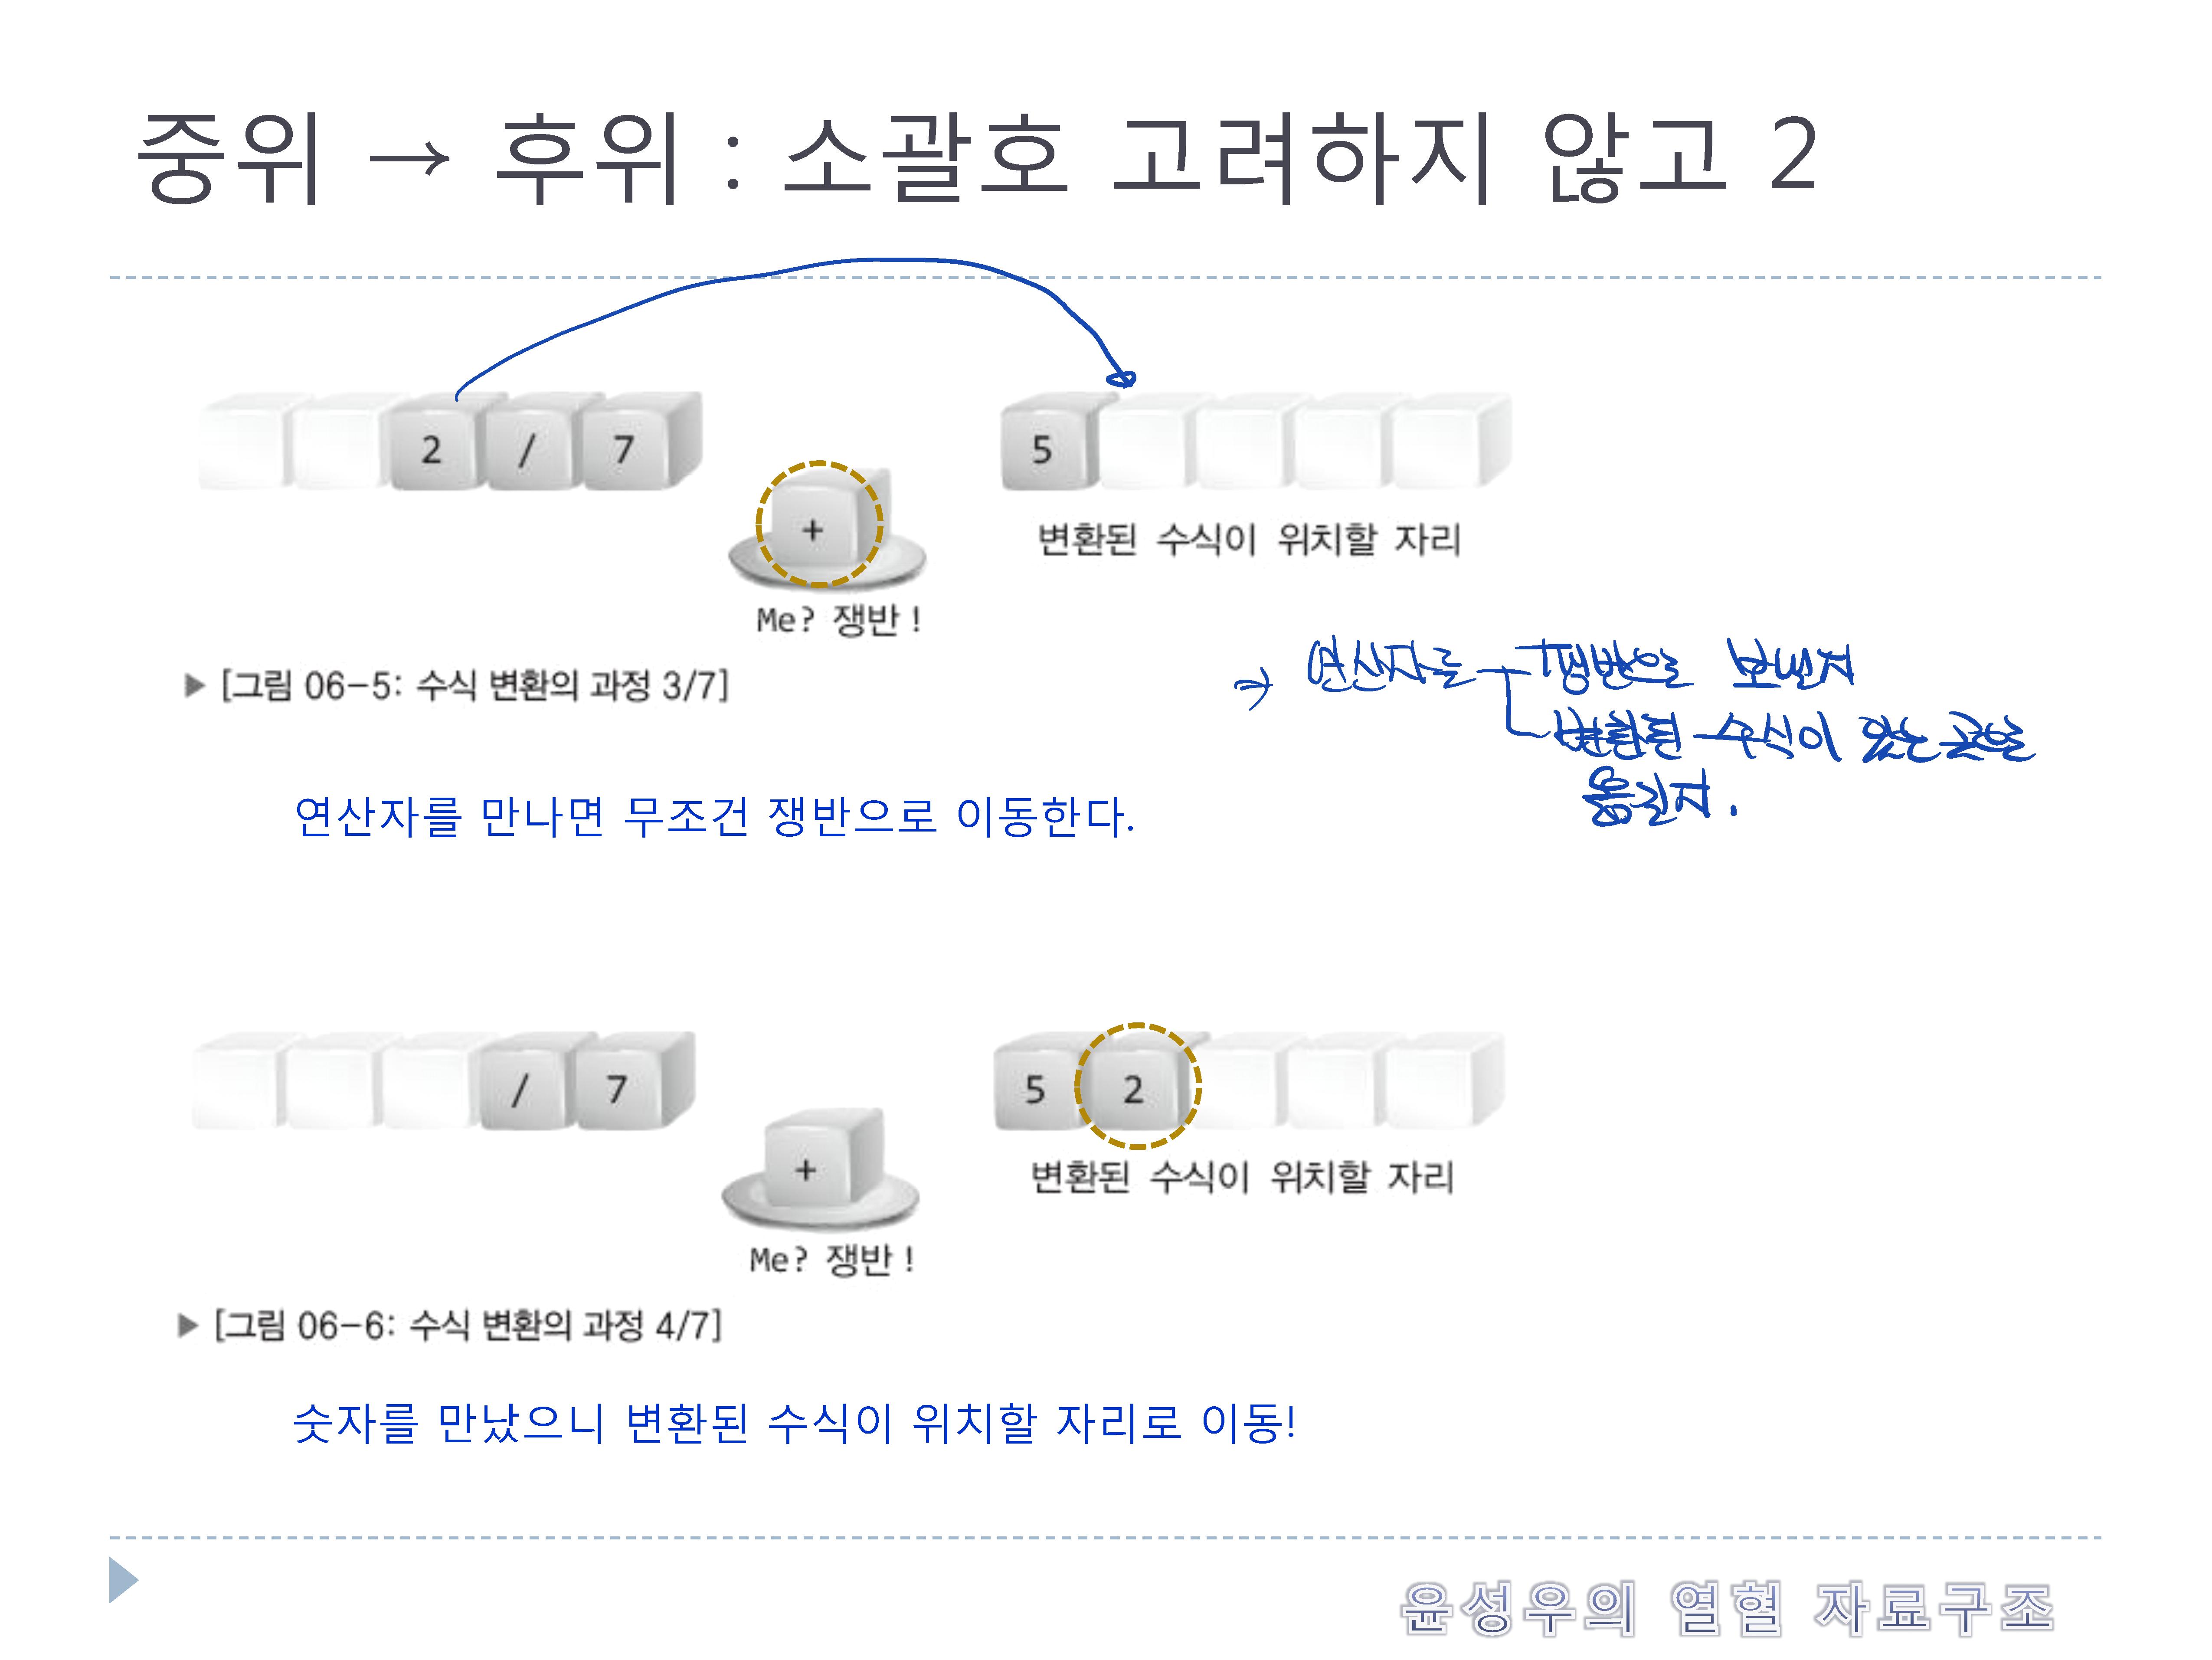 중위 → 후위 : 소괄호 고려하지 않고 2
2 / 7
5
+
변환된 수식이 위치할 자리
Me? 쟁반!
▶ [그림 06-5: 수식 변환의 과정 3/7]
→ 연산자를 쟁반으로 보낼지
변환된 수식이 있는 곳으로
옮길지.
연산자를 만나면 무조건 쟁반으로 이동한다.
/ 7
5 2
+
변환된 수식이 위치할 자리
Me? 쟁반!
▶ [그림 06-6: 수식 변환의 과정 4/7]
숫자를 만났으니 변환된 수식이 위치할 자리로 이동!
윤성우의 열혈 자료구조